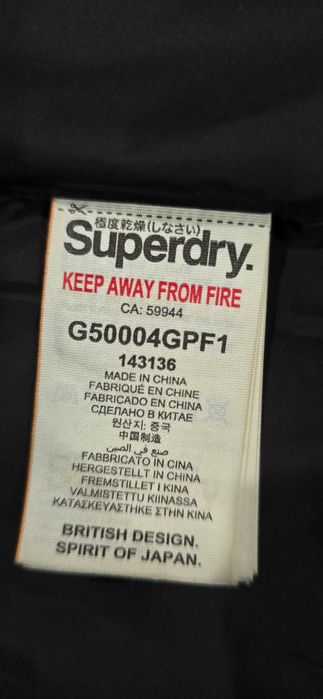 極度乾燥(しなさい)
Superdry.
KEEP AWAY FROM FIRE
CA: 59944
G50004GPF1
143136
MADE IN CHINA
FABRIQUÉ EN CHINE
FABRICADO EN CHINA
СДЕЛАНО В КИТАЕ
원산지: 중국
中国制造
صنع في الصين
FABBRICATO IN CINA
HERGESTELLT IN CHINA
FREMSTILLET I KINA
VALMISTETTU KIINASSA
ΚΑΤΑΣΚΕΥΑΣΤΗΚΕ ΣΤΗΝ ΚΙΝΑ
BRITISH DESIGN.
SPIRIT OF JAPAN.